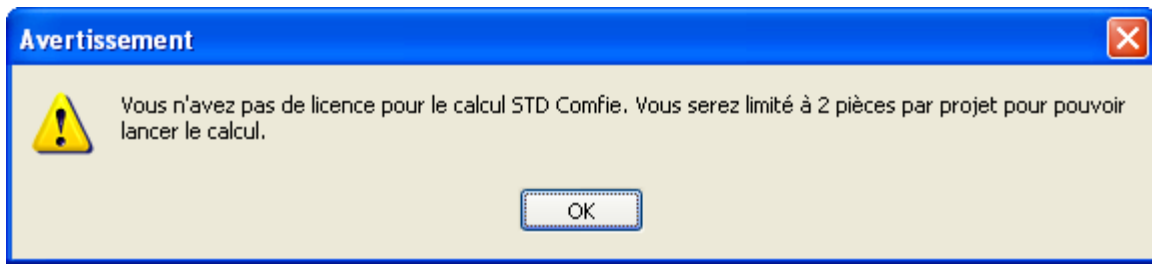 Avertissement
Vous n'avez pas de licence pour le calcul STD Comfie. Vous serez limité à 2 pièces par projet pour pouvoir
lancer le calcul.
OK